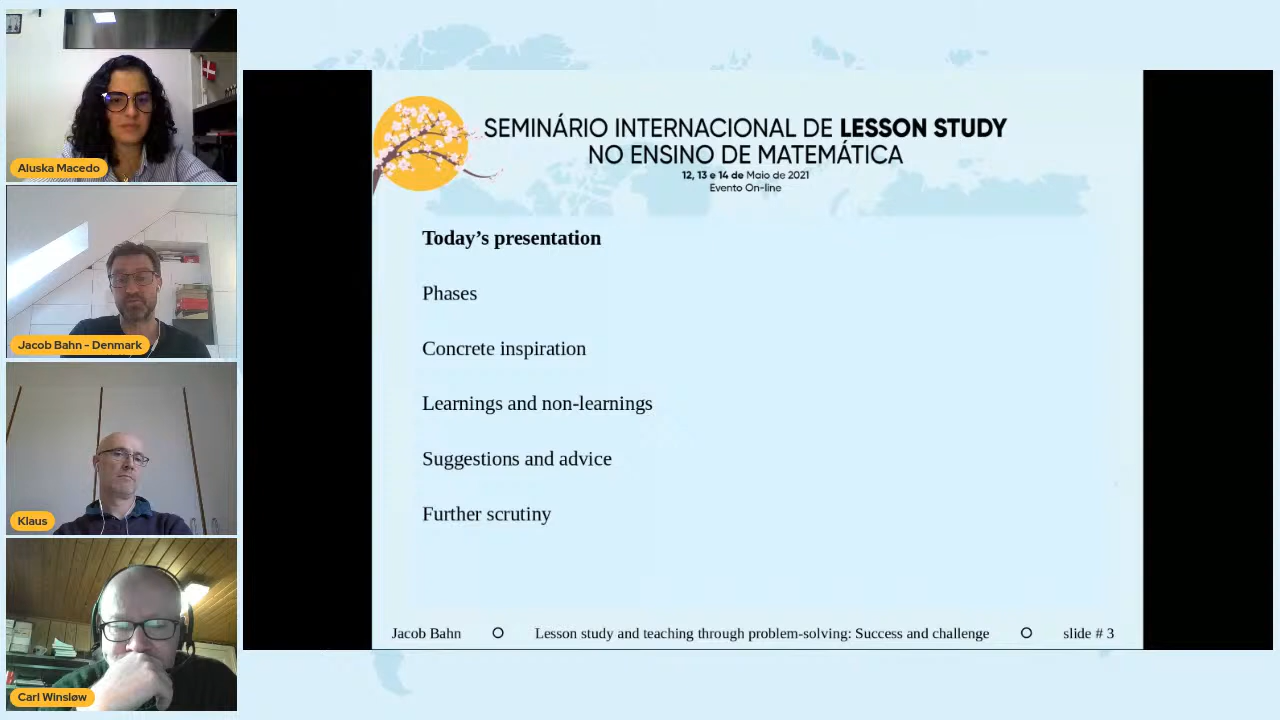 Aluska Macedo
Jacob Bahn - Denmark
Klaus
Carl Winsløw
SEMINÁRIO INTERNACIONAL DE LESSON STUDY
NO ENSINO DE MATEMÁTICA
12, 13 e 14 de Maio de 2021
Evento On-line
Today’s presentation
Phases
Concrete inspiration
Learnings and non-learnings
Suggestions and advice
Further scrutiny
Jacob Bahn O Lesson study and teaching through problem-solving: Success and challenge O slide # 3